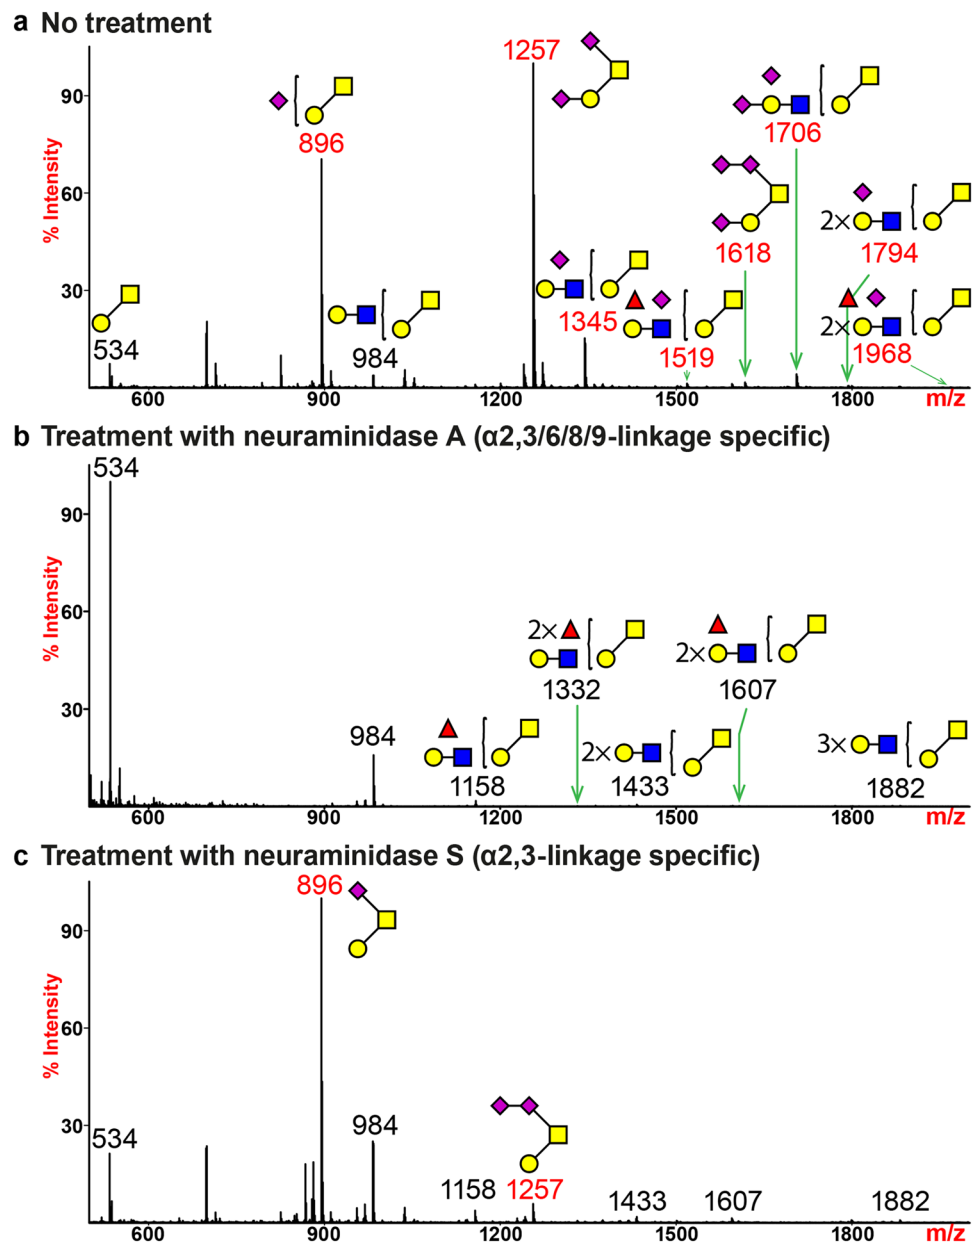 a No treatment
1257
90
896
1706
% Intensity
60
2×
1618
1794
30
1345
2×
534
984
1519
1968
600 900 1200 1500 1800 m/z
b Treatment with neuraminidase A (α2,3/6/8/9-linkage specific)
534
90
% Intensity
60
2× 2×
1332 1607
30
984
2× 3×
1158 1433 1882
600 900 1200 1500 1800 m/z
c Treatment with neuraminidase S (α2,3-linkage specific)
896
90
% Intensity
60
30
534 984
1158 1257 1433 1607 1882
600 900 1200 1500 1800 m/z